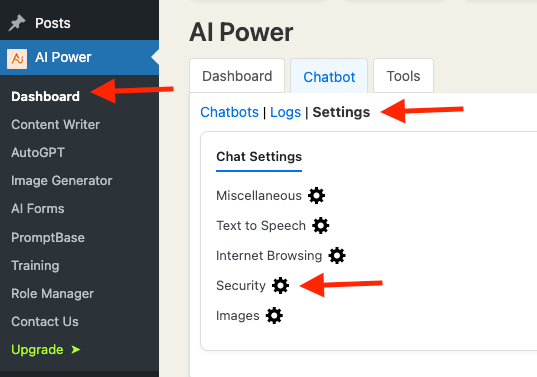 Posts
AI Power
Dashboard
Content Writer
AutoGPT
Image Generator
AI Forms
PromptBase
Training
Role Manager
Contact Us
Upgrade ➤
AI Power
Dashboard Chatbot Tools
Chatbots | Logs | Settings
Chat Settings
Miscellaneous
Text to Speech
Internet Browsing
Security
Images